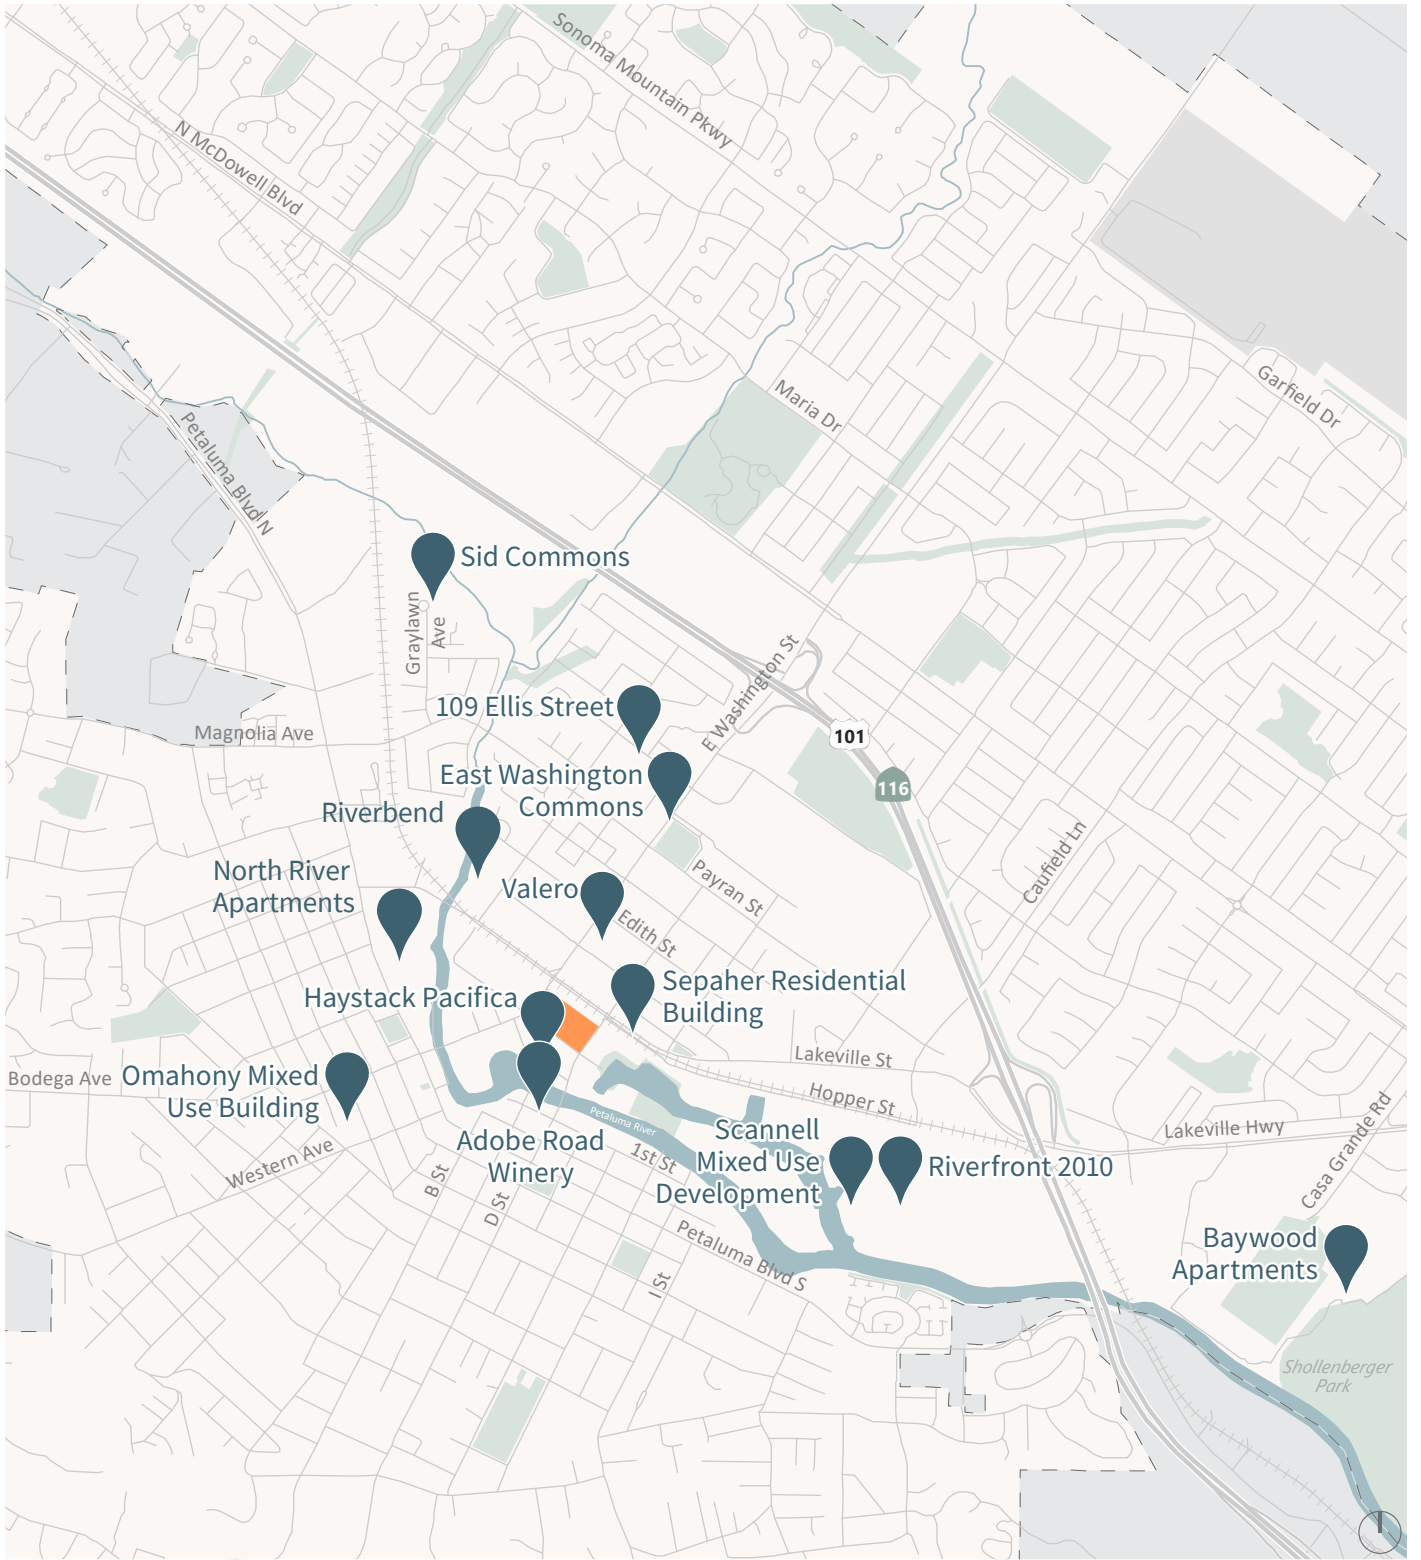 Sonoma Mountain Pkwy
N McDowell Blvd
Maria Dr
Garfield Dr
Petaluma Blvd N
Sid Commons
Graylawn
Ave
E Washington St
109 Ellis Street
Magnolia Ave
101
East Washington
Commons
116
Riverbend
Caufield Ln
North River
Apartments
Valero
Payran St
Edith St
Haystack Pacifica
Sepaher Residential
Building
Lakeville St
Bodega Ave
Omahony Mixed
Use Building
Hopper St
Petaluma River
Lakeville Hwy
Casa Grande Rd
Adobe Road
Winery
1st St
Scannell
Mixed Use
Development
Riverfront 2010
Western Ave
B St
D St
Petaluma Blvd S
I St
Baywood
Apartments
Shollenberger
Park